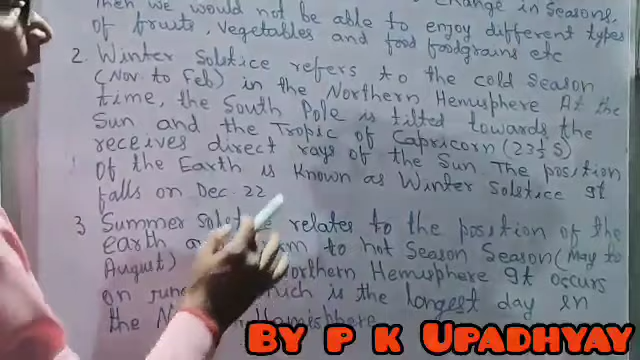 then we would not be able to enjoy different types
change in seasons,
of fruits, vegetables and food foodgrains etc
2. Winter Solstice refers to the cold season
(Nov. to Feb) in the Northern Hemisphere At the
time, the South Pole is tilted towards the
Sun and the Tropic of Capricorn (23½ S)
receives direct rays of the Sun. The position
of the Earth is known as Winter Solstice It
falls on Dec. 22
3 Summer Solstice relates to the position of the
earth to hot Season Season (May to
August) Northern Hemisphere It occurs
on June which is the longest day in
the Hemisphere
By P K Upadhyay